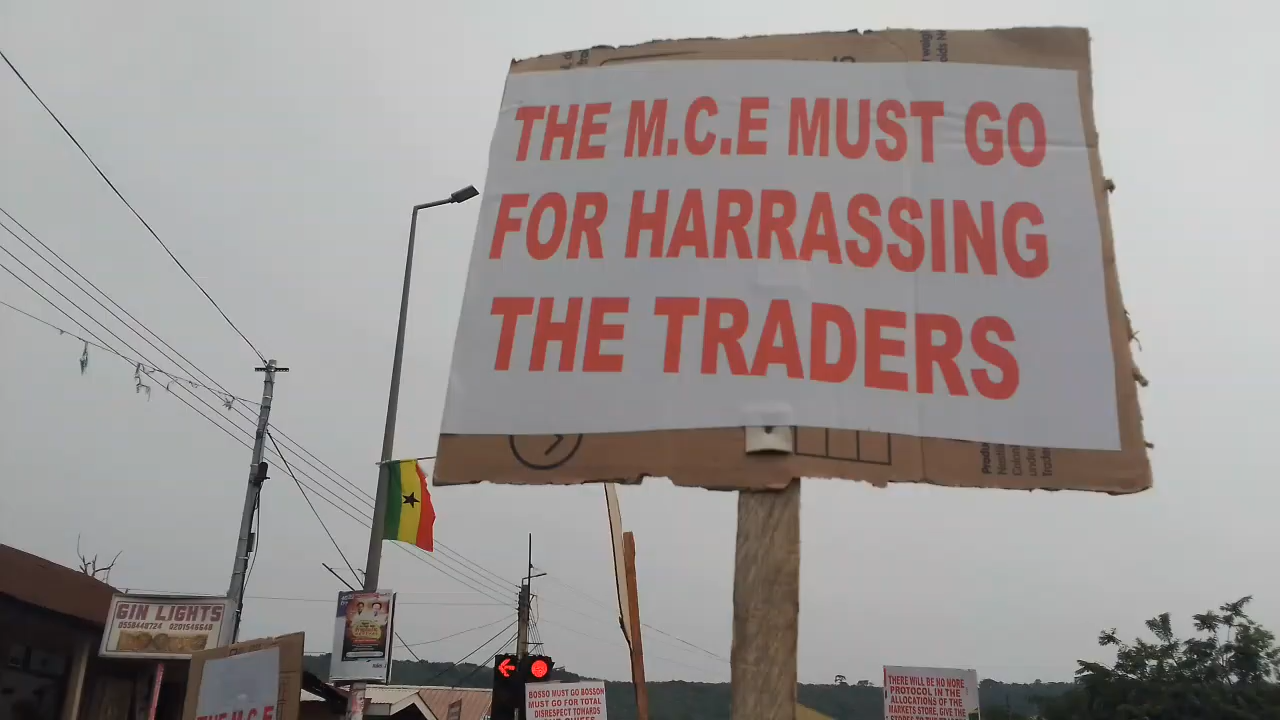 THE M.C.E MUST GO
FOR HARRASSING
THE TRADERS
GIN LIGHTS
0558448724 0201546648
THE M.C.E
BOSSO MUST GO BOSSON
MUST GO FOR TOTAL
DISRESPECT TOWARDS
THERE WILL BE NO MORE
PROTOCOL IN THE
ALLOCATIONS OF THE
MARKETS STORE, GIVE THE